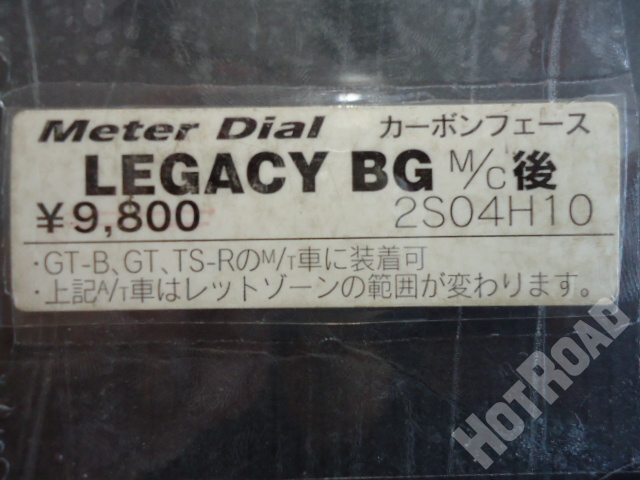 Meter Dial カーボンフェース
LEGACY BG M/C後
¥9,800 2S04H10
・GT-B、GT、TS-RのM/T車に装着可
・上記A/T車はレットゾーンの範囲が変わります。
HOTROAD